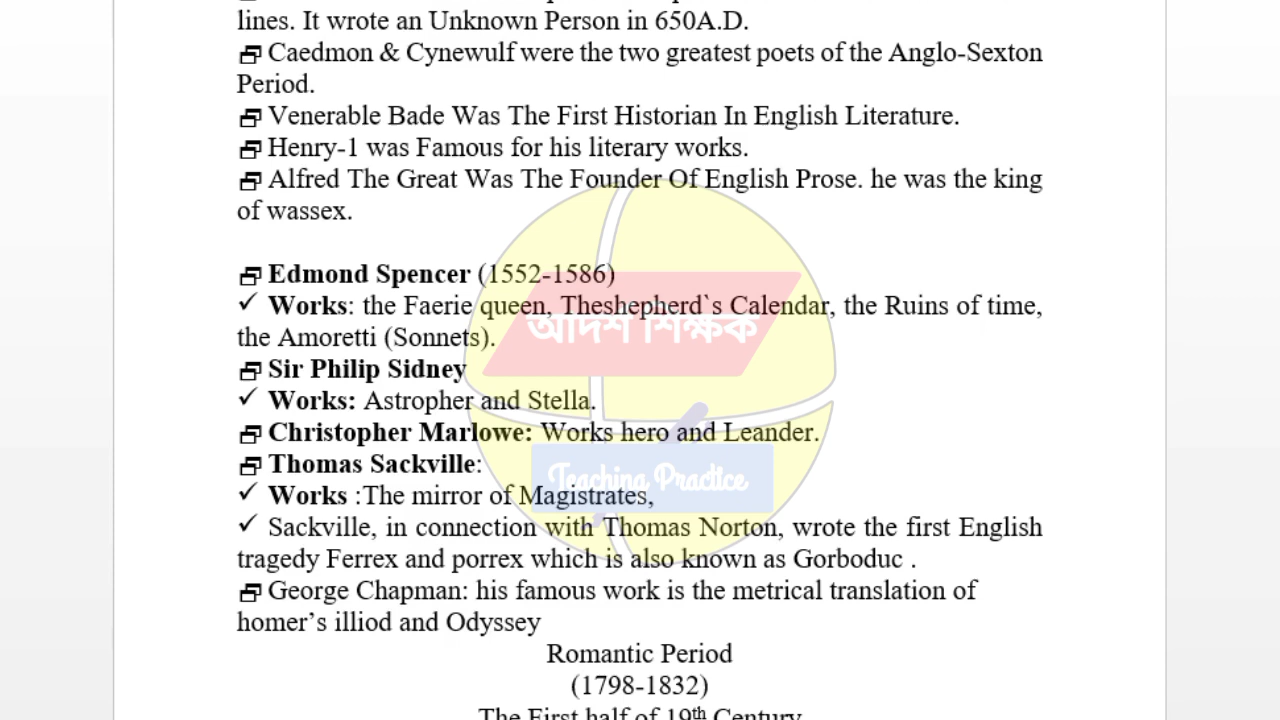 lines. It wrote an Unknown Person in 650A.D.
Caedmon & Cynewulf were the two greatest poets of the Anglo-Sexton
Period.
Venerable Bade Was The First Historian In English Literature.
Henry-1 was Famous for his literary works.
Alfred The Great Was The Founder Of English Prose. he was the king
of wassex.
Edmond Spencer (1552-1586)
✓ Works: the Faerie queen, Theshepherd`s Calendar, the Ruins of time,
the Amoretti (Sonnets).
আদর্শ শিক্ষক
Sir Philip Sidney
✓ Works: Astropher and Stella.
Christopher Marlowe: Works hero and Leander.
Thomas Sackville:
Teaching Practice
✓ Works :The mirror of Magistrates,
✓ Sackville, in connection with Thomas Norton, wrote the first English
tragedy Ferrex and porrex which is also known as Gorboduc .
George Chapman: his famous work is the metrical translation of
homer’s illiod and Odyssey
Romantic Period
(1798-1832)
The First half of 19th Century